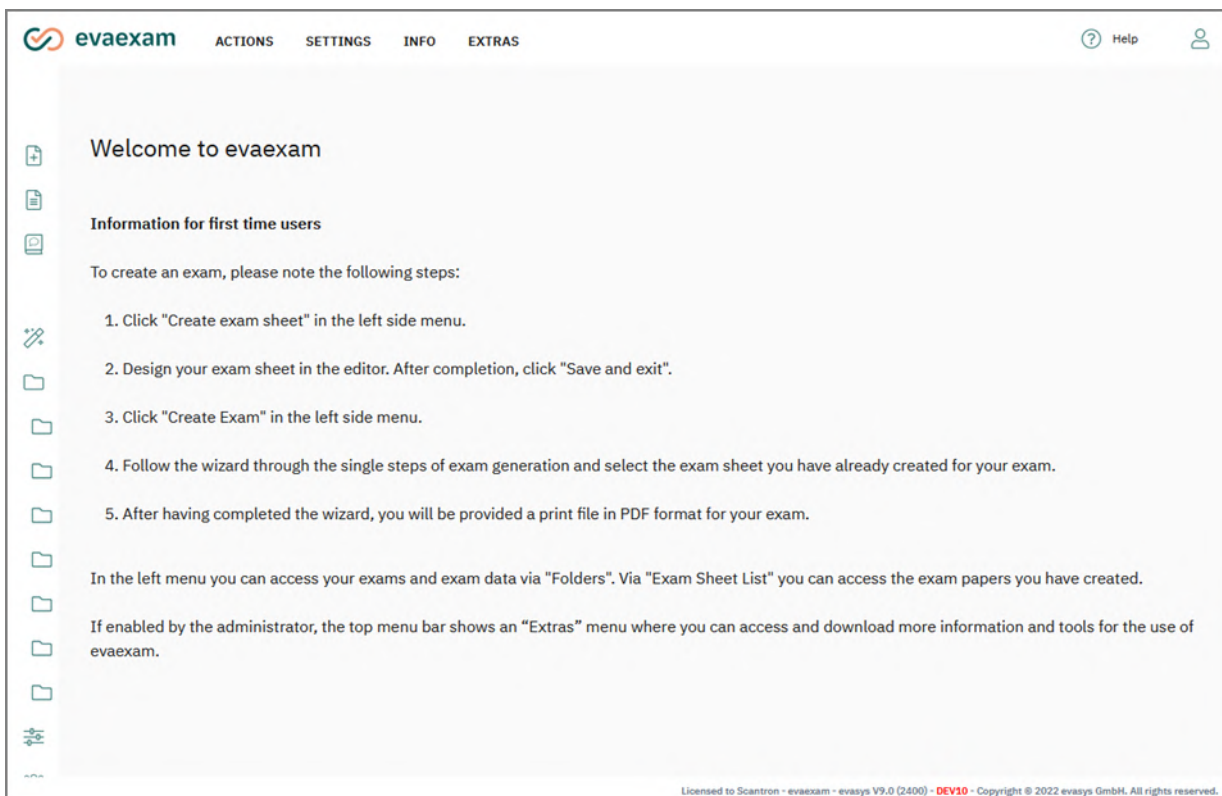 evaexam ACTIONS SETTINGS INFO EXTRAS ? Help
Welcome to evaexam
Information for first time users
To create an exam, please note the following steps:
1. Click "Create exam sheet" in the left side menu.
2. Design your exam sheet in the editor. After completion, click "Save and exit".
3. Click "Create Exam" in the left side menu.
4. Follow the wizard through the single steps of exam generation and select the exam sheet you have already created for your exam.
5. After having completed the wizard, you will be provided a print file in PDF format for your exam.
In the left menu you can access your exams and exam data via "Folders". Via "Exam Sheet List" you can access the exam papers you have created.
If enabled by the administrator, the top menu bar shows an “Extras” menu where you can access and download more information and tools for the use of
evaexam.
Licensed to Scantron - evaexam - evasys V9.0 (2400) - DEV10 - Copyright © 2022 evasys GmbH. All rights reserved.